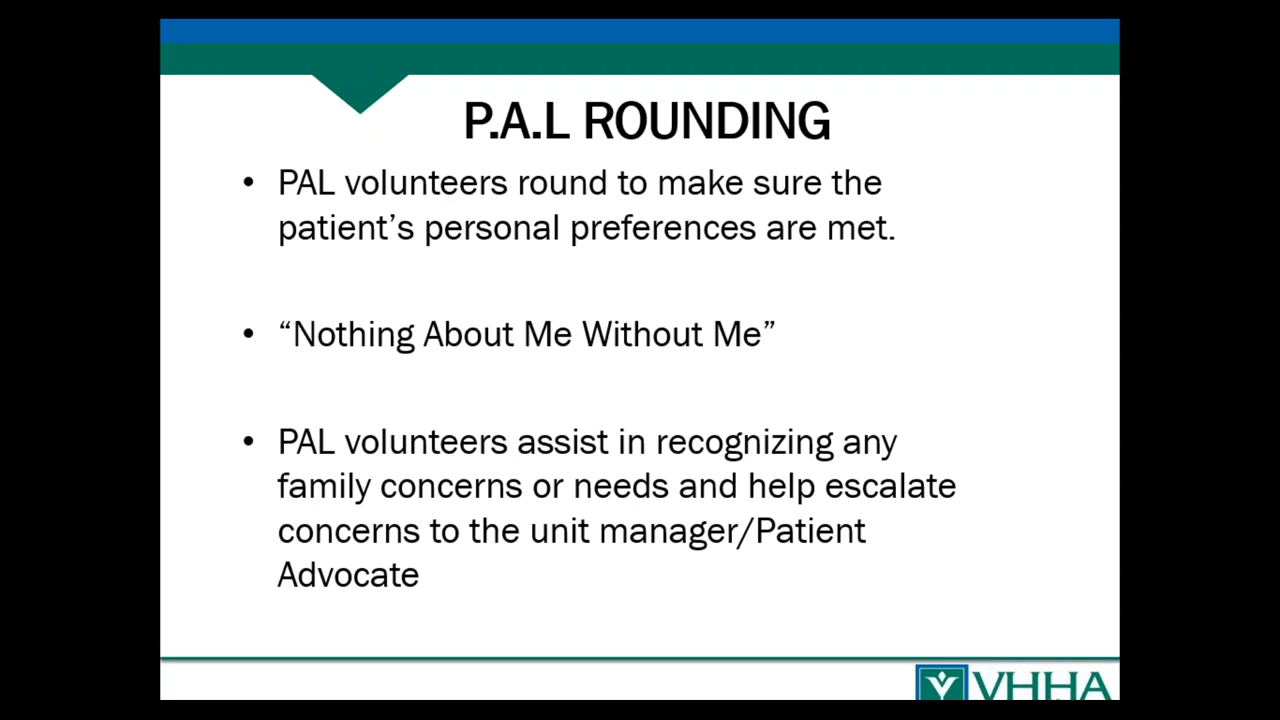 P.A.L ROUNDING
• PAL volunteers round to make sure the
patient’s personal preferences are met.
• “Nothing About Me Without Me”
• PAL volunteers assist in recognizing any
family concerns or needs and help escalate
concerns to the unit manager/Patient
Advocate
VHHA